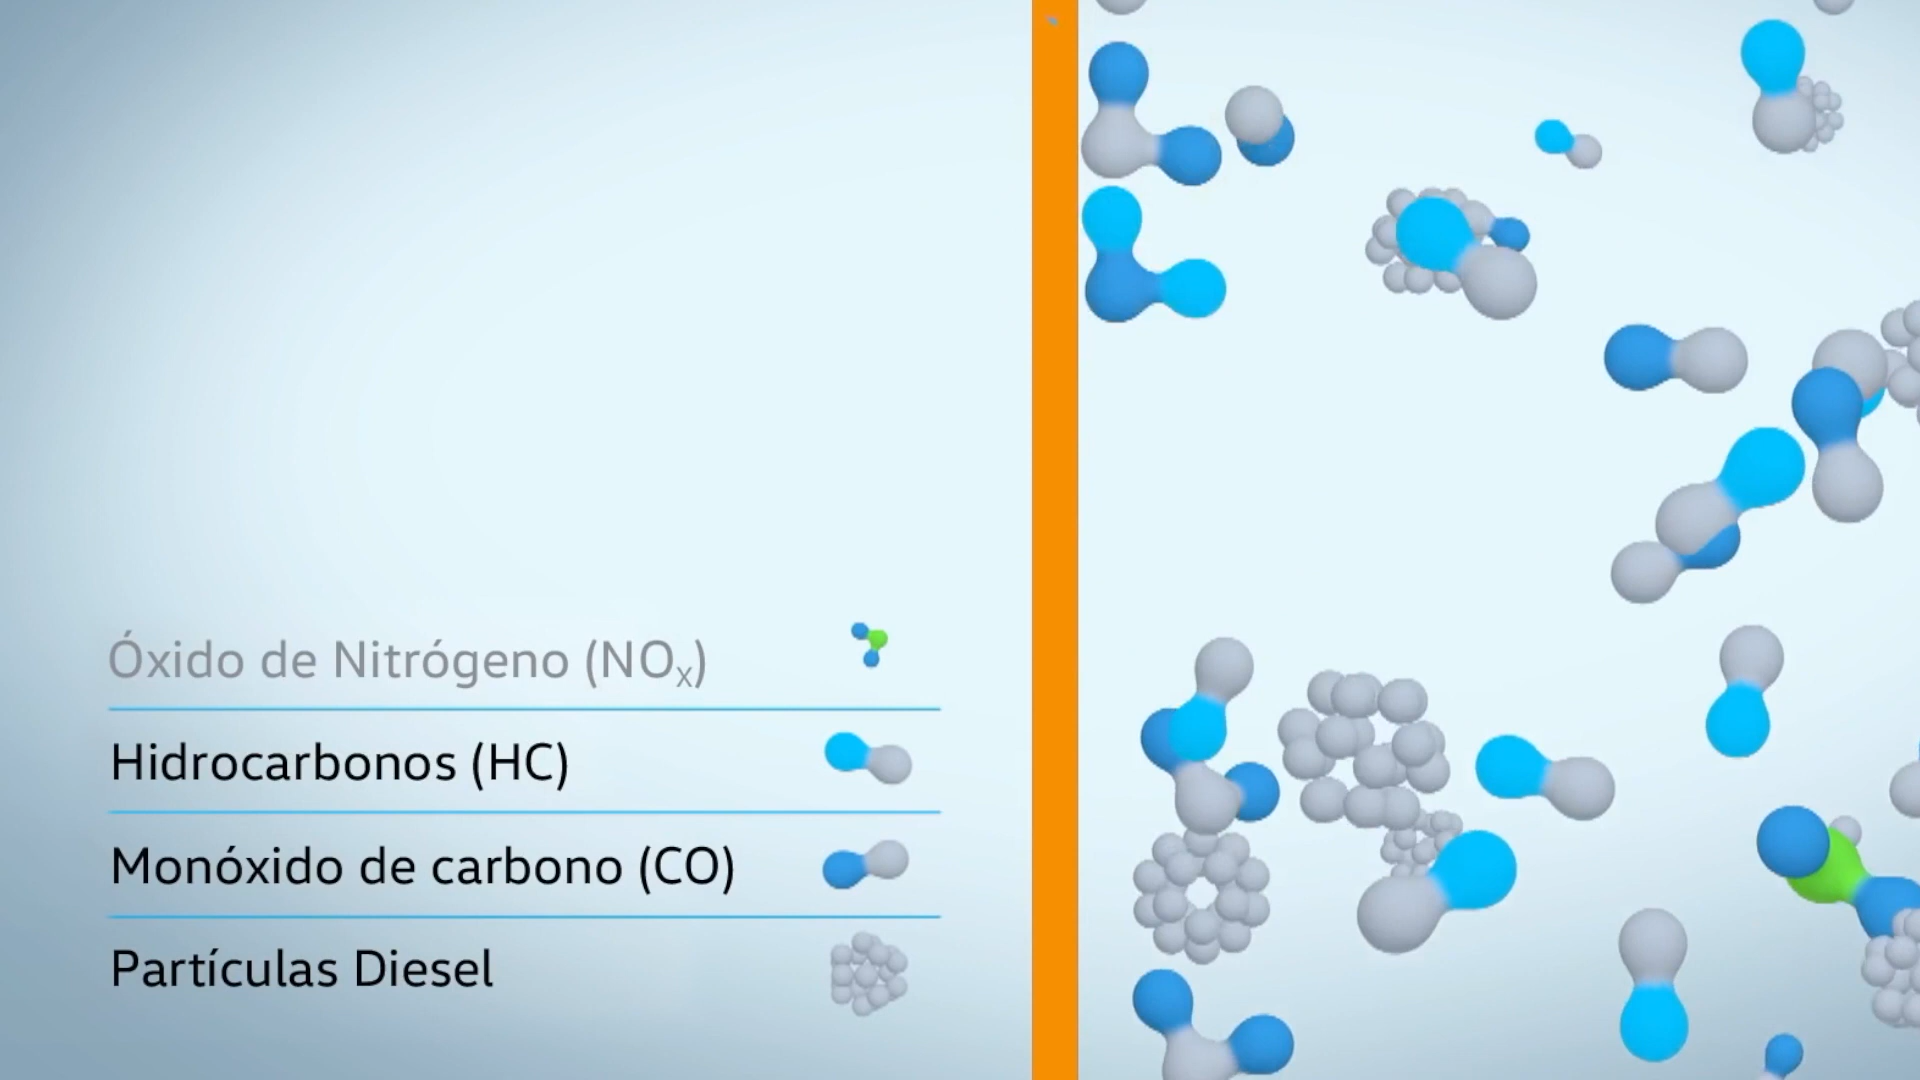 Óxido de Nitrógeno (NOₓ)
Hidrocarbonos (HC)
Monóxido de carbono (CO)
Partículas Diesel